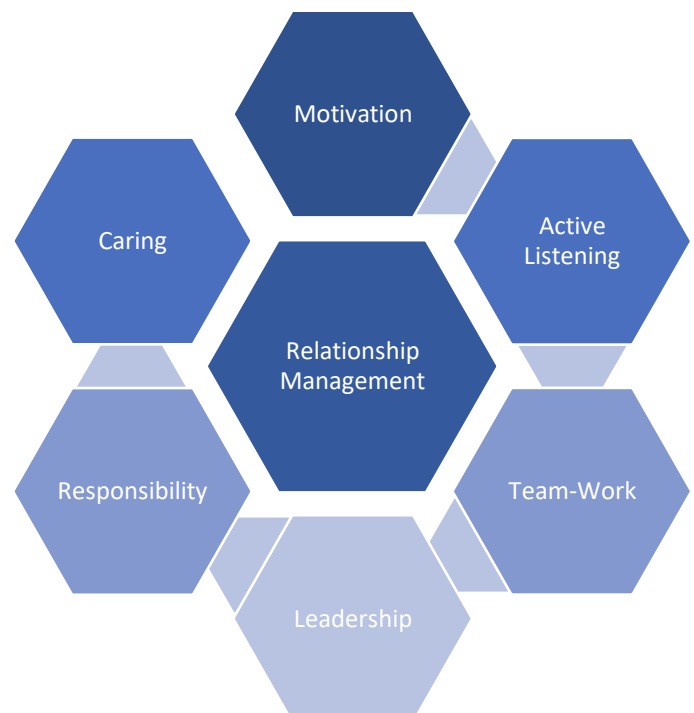 Motivation
Caring
Active
Listening
Relationship
Management
Responsibility
Team-Work
Leadership